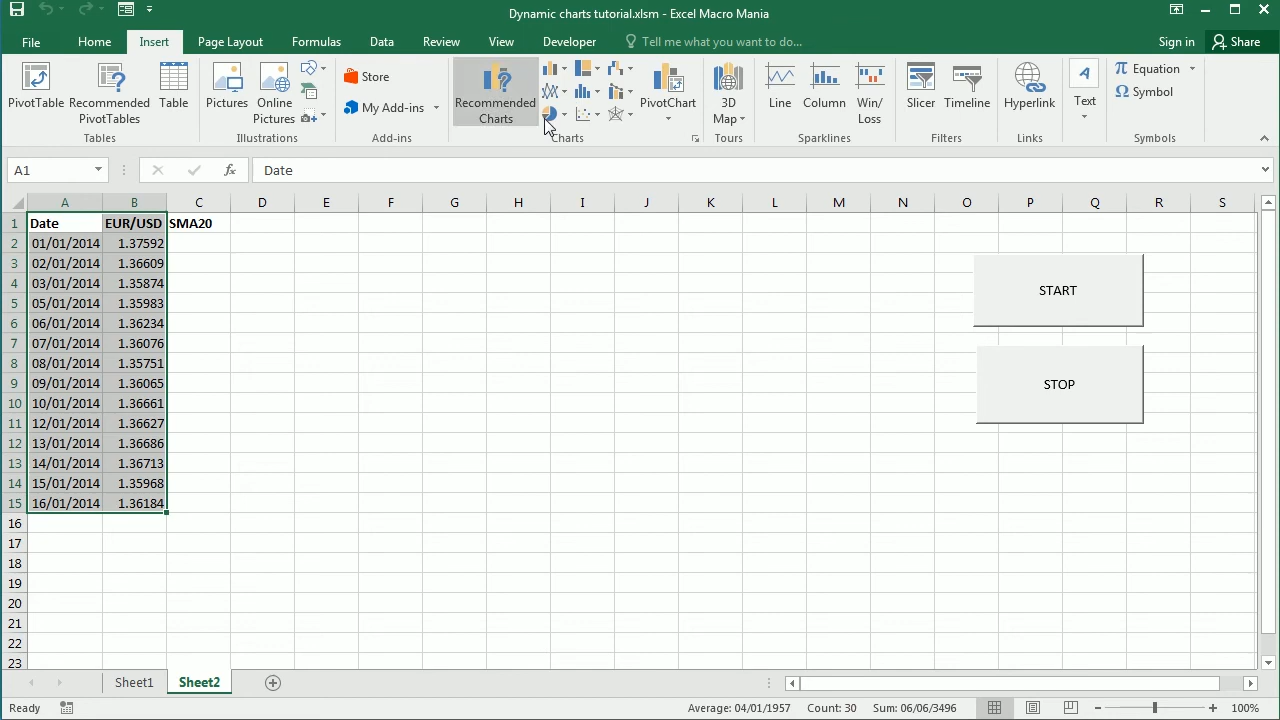 Dynamic charts tutorial.xlsm - Excel Macro Mania
File Home Insert Page Layout Formulas Data Review View Developer Tell me what you want to do... Sign in Share
PivotTable Recommended PivotTables Table Pictures Online Pictures Store My Add-ins Recommended Charts PivotChart 3D Map Line Column Win/Loss Slicer Timeline Hyperlink A Text π Equation Ω Symbol
Tables Illustrations Add-ins Charts Tours Sparklines Filters Links Symbols
A1 fx Date
A B C D E F G H I J K L M N O P Q R S
1 Date EUR/USD SMA20
2 01/01/2014 1.37592
3 02/01/2014 1.36609
4 03/01/2014 1.35874
5 05/01/2014 1.35983
6 06/01/2014 1.36234
7 07/01/2014 1.36076
8 08/01/2014 1.35751
9 09/01/2014 1.36065
10 10/01/2014 1.36661
11 12/01/2014 1.36627
12 13/01/2014 1.36686
13 14/01/2014 1.36713
14 15/01/2014 1.35968
15 16/01/2014 1.36184
16
17
18
19
20
21
22
23
START
STOP
Sheet1 Sheet2
Ready Average: 04/01/1957 Count: 30 Sum: 06/06/3496 100%